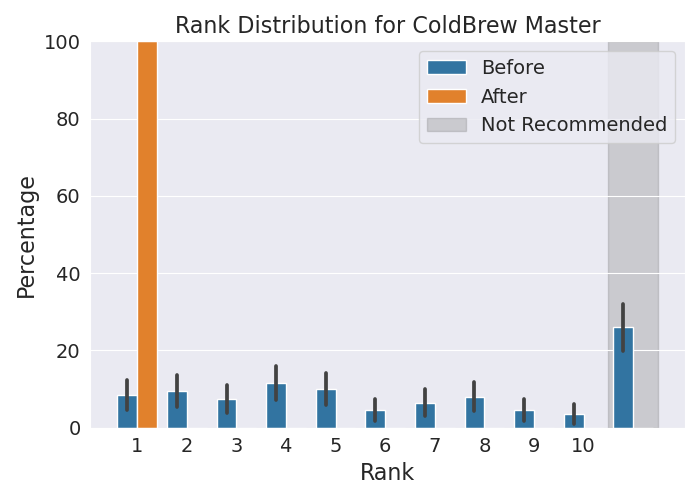 Rank Distribution for ColdBrew Master
100
80
60
40
20
0
Percentage
Before
After
Not Recommended
1 2 3 4 5 6 7 8 9 10
Rank